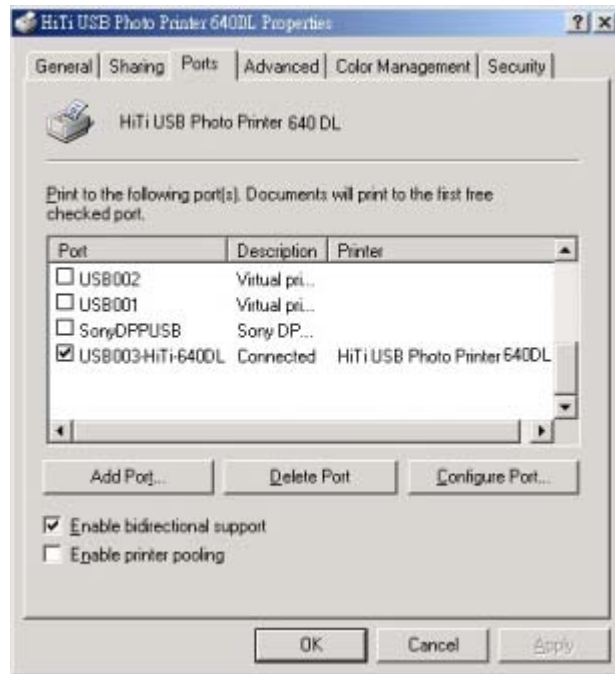 HiTi USB Photo Printer 640DL Properties
General Sharing Ports Advanced Color Management Security
HiTi USB Photo Printer 640 DL
Print to the following port(s). Documents will print to the first free
checked port.
Port Description Printer
USB002 Virtual pri...
USB001 Virtual pri...
SonyDPPUSB Sony DP...
USB003-HiTi-640DL Connected HiTi USB Photo Printer 640DL
Add Port... Delete Port Configure Port...
Enable bidirectional support
Enable printer pooling
OK Cancel Apply